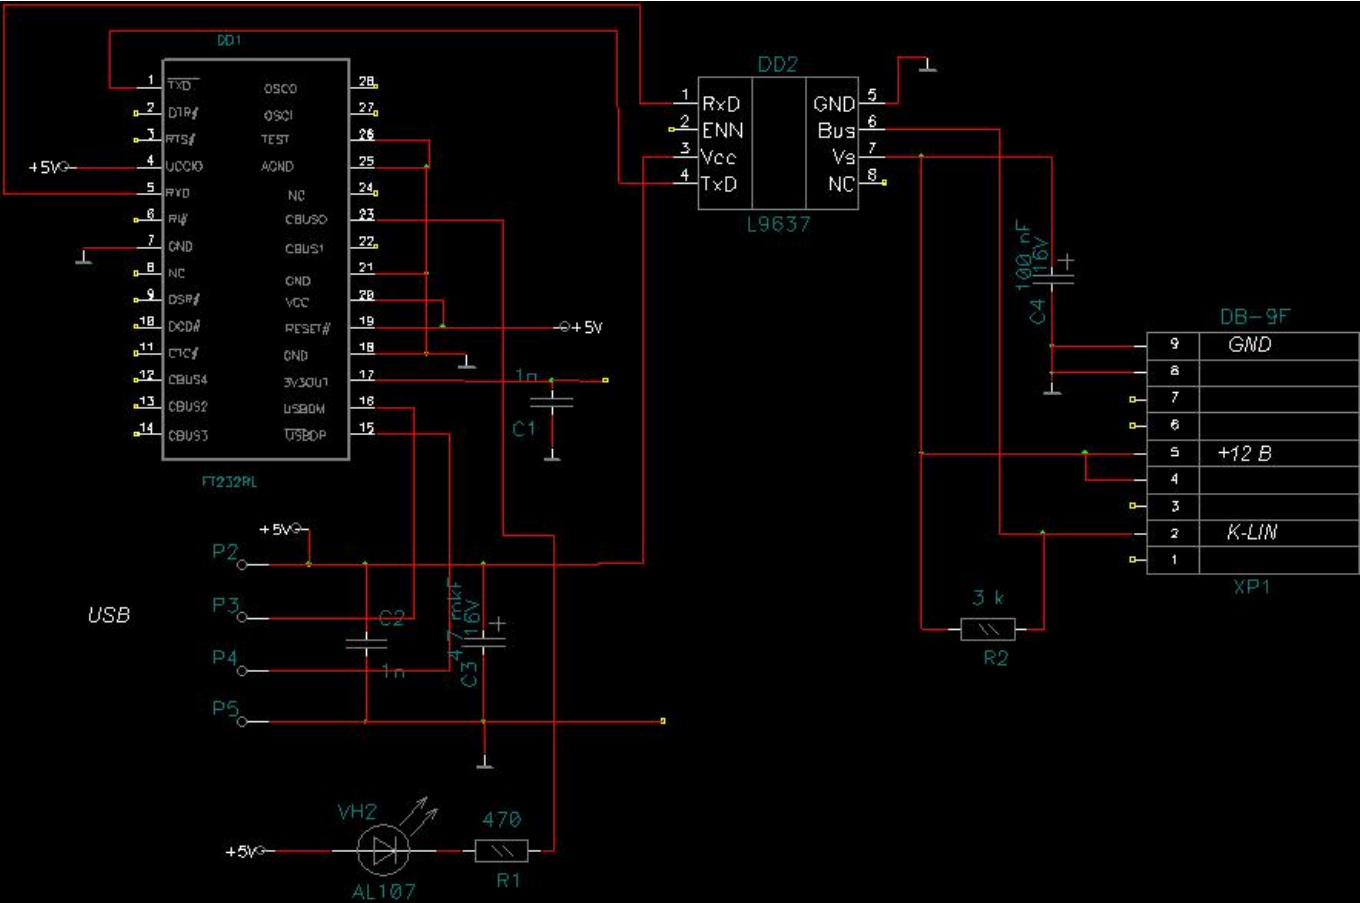 DD1
1 TXD OSCO 28
2 DTR# OSCI 27
3 RTS# TEST 26
+5V 4 UCCIO AGND 25
5 RXD NC 24
6 RI# CBUS0 23
7 GND CBUS1 22
8 NC GND 21
9 DSR# VCC 20
10 DCD# RESET# 19 +5V
11 CTC# GND 18
12 CBUS4 3V3OUT 17
13 CBUS2 USBDM 16
14 CBUS3 USBDP 15
FT232RL
1n
C1
DD2
1 RxD GND 5
2 ENN Bus 6
3 Vcc Vs 7
4 TxD NC 8
L9637
100 nF
16V
+
C4
DB-9F
9 GND
8
7
6
5 +12 B
4
3
2 K-LIN
1
XP1
3 k
R2
+5V
P2
P3
USB
P4
P5
C2
1n
4.7 mkF
16V
+
C3
VH2
+5V
AL107
470
R1